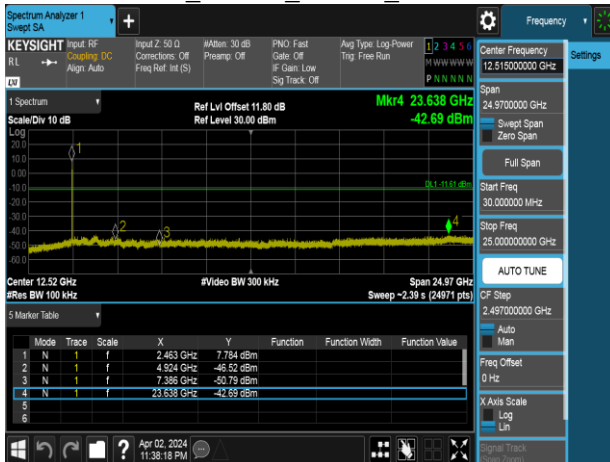 Spectrum Analyzer 1
Swept SA
+
Frequency
KEYSIGHT
RL
LXI
Input: RF
Coupling: DC
Align: Auto
Input Z: 50 Ω
Corrections: Off
Freq Ref: Int (S)
#Atten: 30 dB
Preamp: Off
PNO: Fast
Gate: Off
IF Gain: Low
Sig Track: Off
Avg Type: Log-Power
Trig: Free Run
1 2 3 4 5 6
M W W W W W
P N N N N N
1 Spectrum
Scale/Div 10 dB
Ref Lvl Offset 11.80 dB
Ref Level 30.00 dBm
Mkr4 23.638 GHz
-42.69 dBm
Log
20.0
10.0
0.00
-10.0
-20.0
-30.0
-40.0
-50.0
-60.0
1
2
3
4
DL1 -11.61 dBm
Center 12.52 GHz
#Res BW 100 kHz
#Video BW 300 kHz
Span 24.97 GHz
Sweep ~2.39 s (24971 pts)
5 Marker Table
Mode Trace Scale X Y Function Function Width Function Value
1 N 1 f 2.463 GHz 7.784 dBm
2 N 1 f 4.924 GHz -46.52 dBm
3 N 1 f 7.386 GHz -50.79 dBm
4 N 1 f 23.638 GHz -42.69 dBm
5
6
?
Apr 02, 2024
11:38:18 PM
Center Frequency
12.515000000 GHz
Settings
Span
24.9700000 GHz
Swept Span
Zero Span
Full Span
Start Freq
30.000000 MHz
Stop Freq
25.000000000 GHz
AUTO TUNE
CF Step
2.497000000 GHz
Auto
Man
Freq Offset
0 Hz
X Axis Scale
Log
Lin
Signal Track
(Span Zoom)